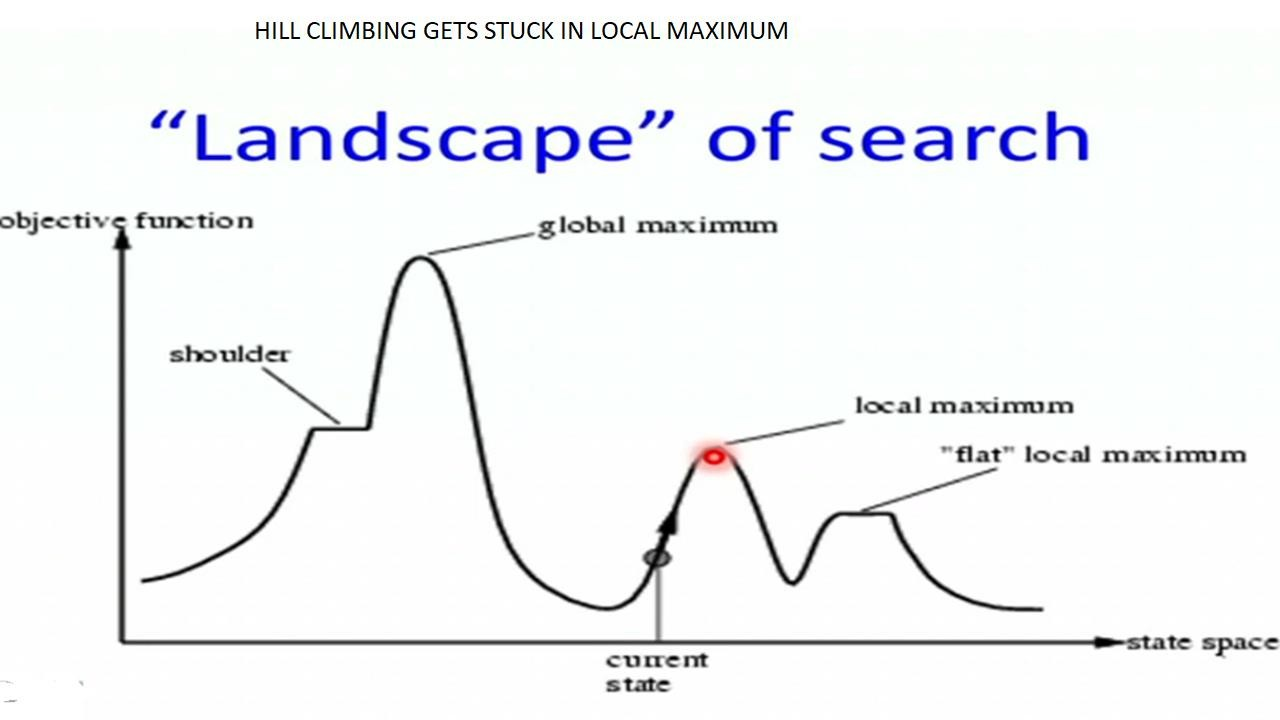 HILL CLIMBING GETS STUCK IN LOCAL MAXIMUM
“Landscape” of search
objective function
global maximum
shoulder
local maximum
"flat" local maximum
state space
current
state